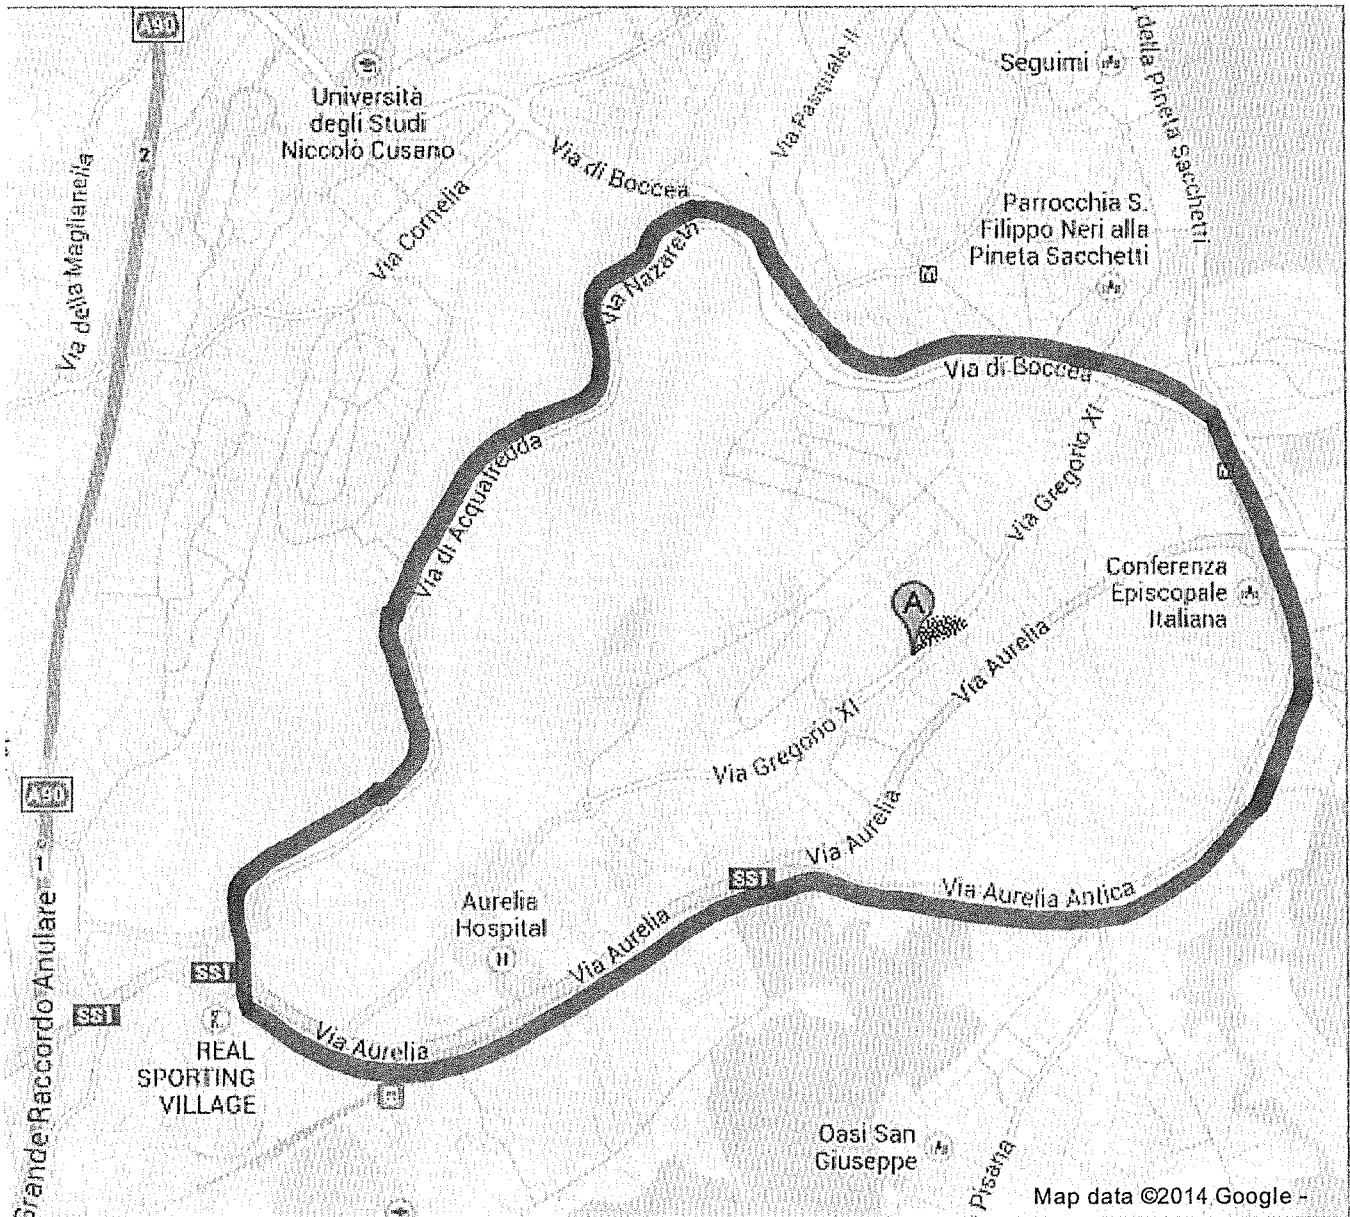 A90
Seguimi
della Pineta Sacchetti
Via Pasquale II
Università
degli Studi
Niccolò Cusano
2
Via di Boccea
Via della Maglianella
Via Cornelia
Parrocchia S.
Filippo Neri alla
Pineta Sacchetti
M
Via Nazareth
Via di Boccea
Via Gregorio XI
M
Via di Acquafredda
Conferenza
Episcopale
Italiana
A
Via Aurelia
Via Gregorio XI
A90
1
Via Aurelia
SS1
Via Aurelia Antica
Aurelia
Hospital
H
Via Aurelia
SS1
SS1
Grande Raccordo Anulare
Via Aurelia
REAL
SPORTING
VILLAGE
Oasi San
Giuseppe
Pisana
Map data ©2014 Google -